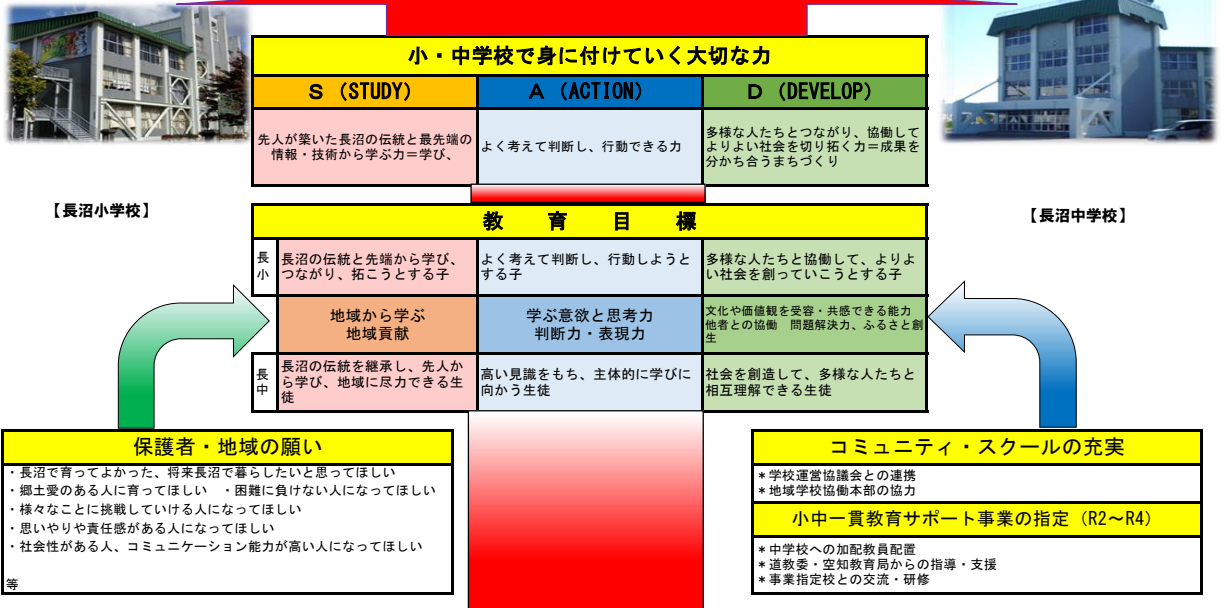 小・中学校で身に付けていく大切な力
S (STUDY)
A (ACTION)
D (DEVELOP)
先人が築いた長沼の伝統と最先端の
情報・技術から学ぶ力＝学び、
よく考えて判断し、行動できる力
多様な人たちとつながり、協働して
よりよい社会を切り拓く力＝成果を
分かち合うまちづくり
【長沼小学校】
【長沼中学校】
教 育 目 標
長
小
長沼の伝統と先端から学び、
つながり、拓こうとする子
よく考えて判断し、行動しようと
する子
多様な人たちと協働して、よりよ
い社会を創っていこうとする子
地域から学ぶ
地域貢献
学ぶ意欲と思考力
判断力・表現力
文化や価値観を受容・共感できる能力
他者との協働 問題解決力、ふるさと創
生
長
中
長沼の伝統を継承し、先人か
ら学び、地域に尽力できる生
徒
高い見識をもち、主体的に学びに
向かう生徒
社会を創造して、多様な人たちと
相互理解できる生徒
保護者・地域の願い
・長沼で育ってよかった、将来長沼で暮らしたいと思ってほしい
・郷土愛のある人に育ってほしい ・困難に負けない人になってほしい
・様々なことに挑戦していける人になってほしい
・思いやりや責任感がある人になってほしい
・社会性がある人、コミュニケーション能力が高い人になってほしい
等
コミュニティ・スクールの充実
＊学校運営協議会との連携
＊地域学校協働本部の協力
小中一貫教育サポート事業の指定（R2～R4）
＊中学校への加配教員配置
＊道教委・空知教育局からの指導・支援
＊事業指定校との交流・研修